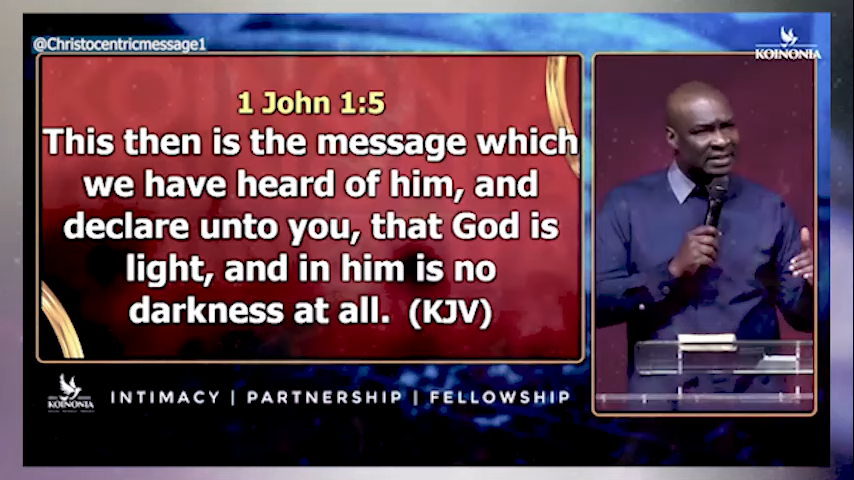 @Christocentricmessage1
KOINONIA
1 John 1:5
This then is the message which
we have heard of him, and
declare unto you, that God is
light, and in him is no
darkness at all. (KJV)
KOINONIA
INTIMACY | PARTNERSHIP | FELLOWSHIP